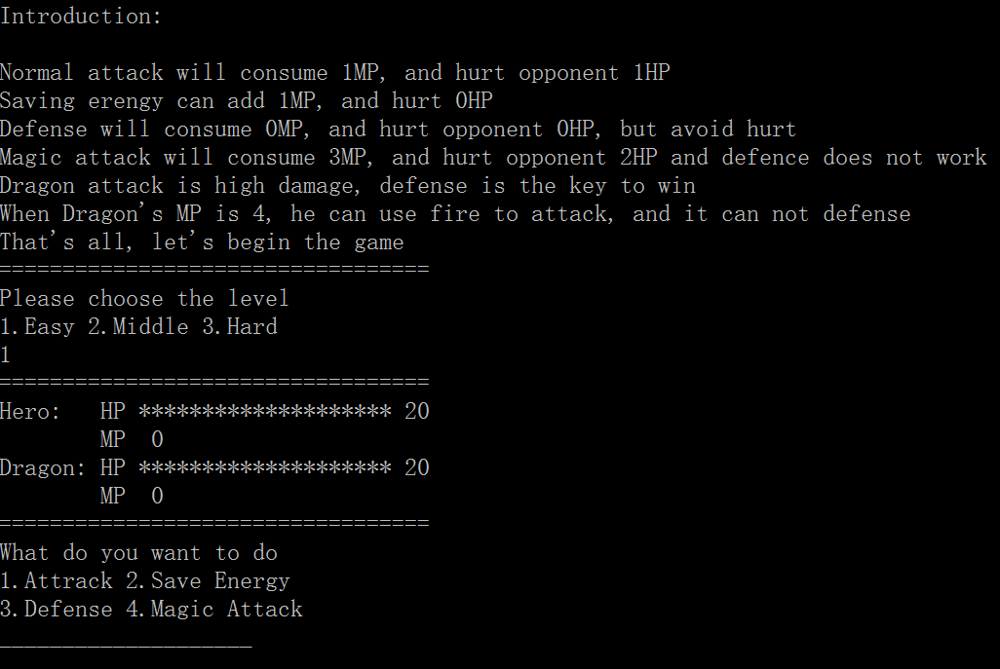 Introduction:
Normal attack will consume 1MP, and hurt opponent 1HP
Saving erengy can add 1MP, and hurt 0HP
Defense will consume 0MP, and hurt opponent 0HP, but avoid hurt
Magic attack will consume 3MP, and hurt opponent 2HP and defence does not work
Dragon attack is high damage, defense is the key to win
When Dragon's MP is 4, he can use fire to attack, and it can not defense
That's all, let's begin the game
==================================
Please choose the level
1.Easy 2.Middle 3.Hard
1
==================================
Hero:   HP ******************** 20
        MP  0
Dragon: HP ******************** 20
        MP  0
==================================
What do you want to do
1.Attrack 2.Save Energy
3.Defense 4.Magic Attack
____________________